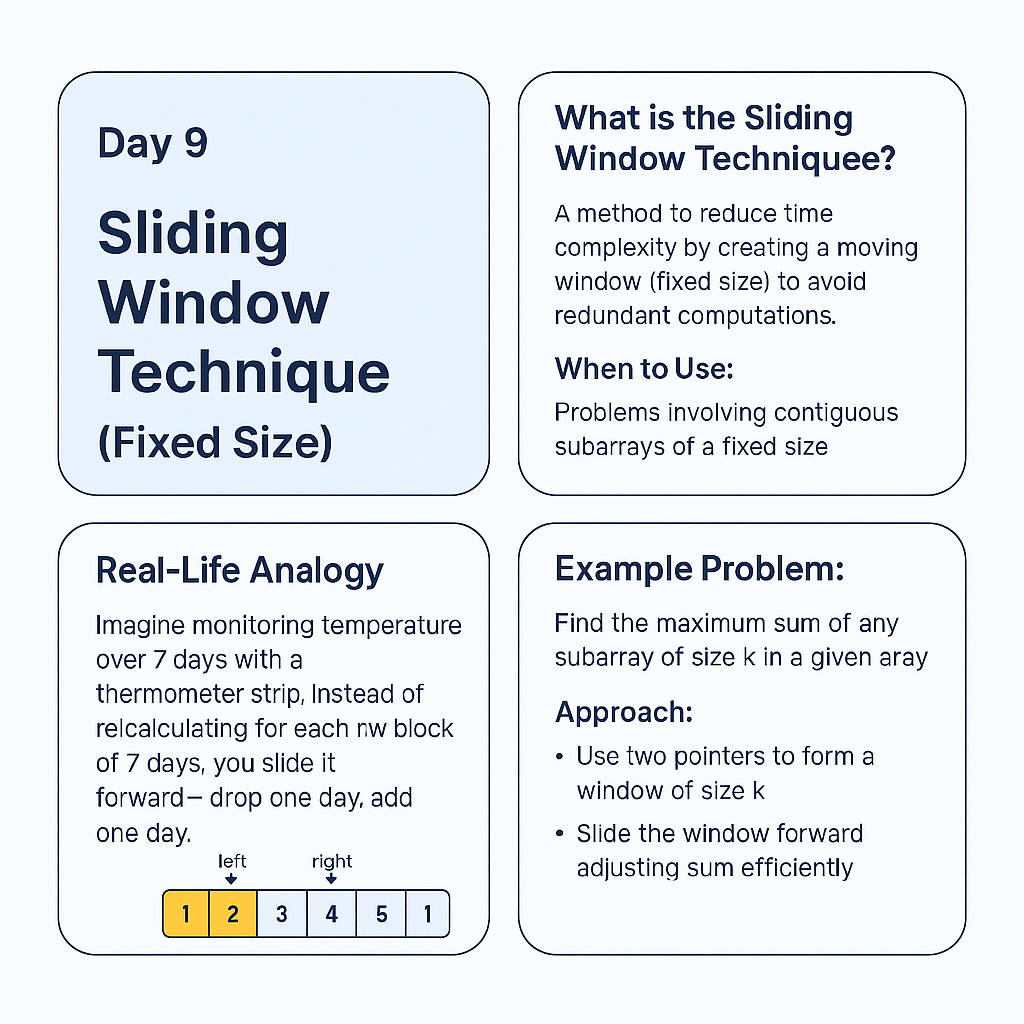 Day 9
Sliding
Window
Technique
(Fixed Size)
What is the Sliding
Window Techniquee?
A method to reduce time
complexity by creating a moving
window (fixed size) to avoid
redundant computations.
When to Use:
Problems involving contiguous
subarrays of a fixed size
Real-Life Analogy
Imagine monitoring temperature
over 7 days with a
thermometer strip, Instead of
relcalculating for each nw block
of 7 days, you slide it
forward— drop one day, add
one day.
left right
1 2 3 4 5 1
Example Problem:
Find the maximum sum of any
subarray of size k in a given aray
Approach:
• Use two pointers to form a
window of size k
• Slide the window forward
adjusting sum efficiently